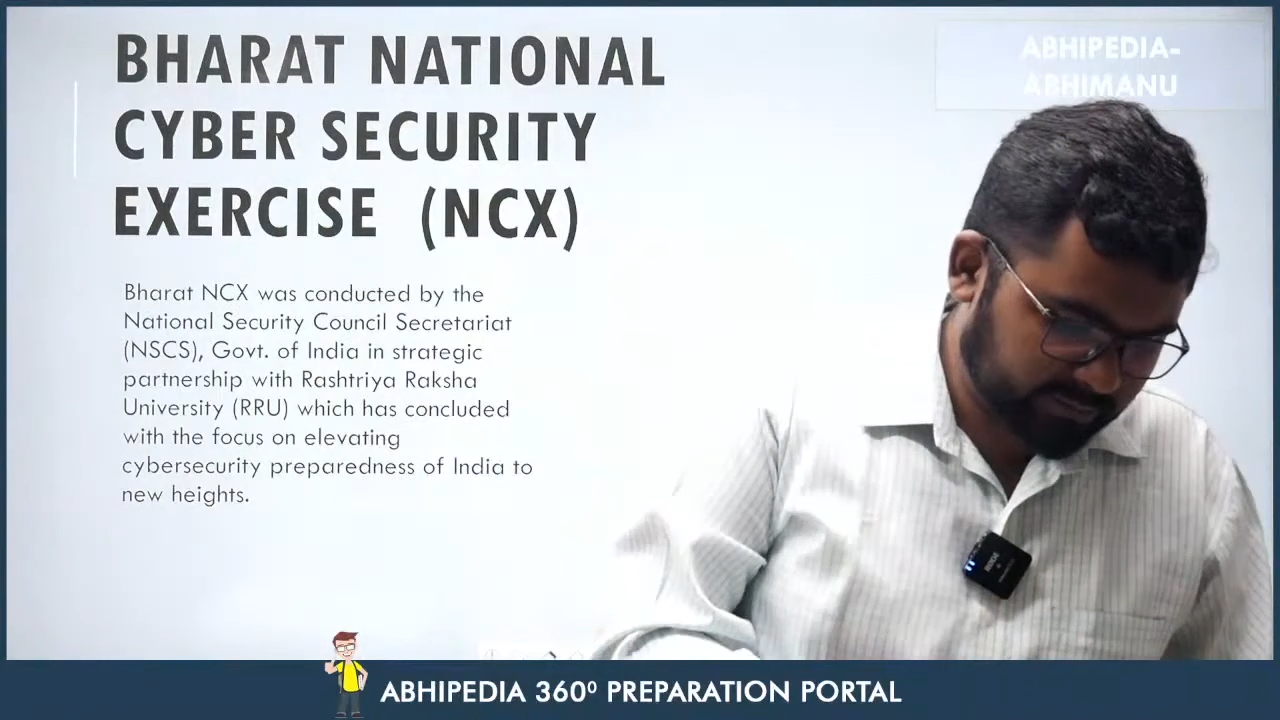 BHARAT NATIONAL
CYBER SECURITY
EXERCISE (NCX)
ABHIPEDIA-
ABHIMANU
Bharat NCX was conducted by the
National Security Council Secretariat
(NSCS), Govt. of India in strategic
partnership with Rashtriya Raksha
University (RRU) which has concluded
with the focus on elevating
cybersecurity preparedness of India to
new heights.
RODE
ABHIPEDIA 360⁰ PREPARATION PORTAL